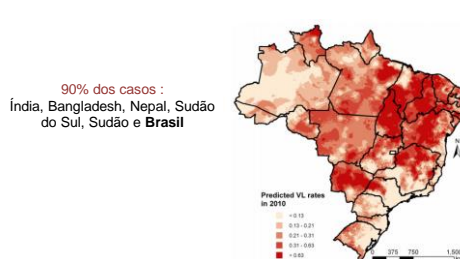 90% dos casos :
Índia, Bangladesh, Nepal, Sudão
do Sul, Sudão e Brasil
N
Predicted VL rates
in 2010
< 0.13
0.13 - 0.21
0.21 - 0.31
0.31 - 0.63
> 0.63
0 375 750 1,500